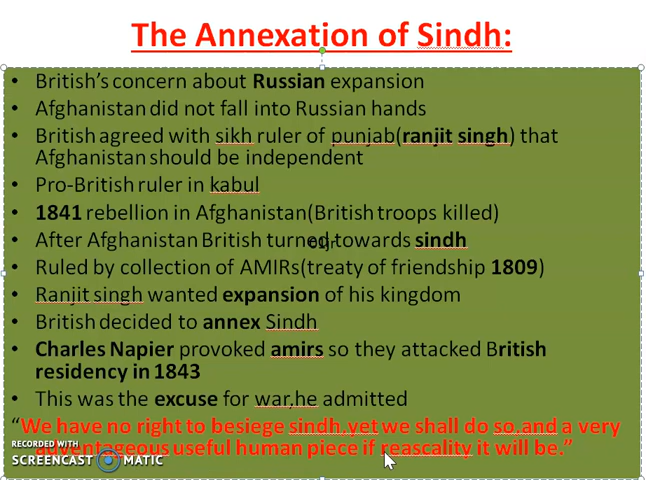 The Annexation of Sindh:
• British's concern about Russian expansion
• Afghanistan did not fall into Russian hands
• British agreed with sikh ruler of punjab(ranjit singh) that
Afghanistan should be independent
• Pro-British ruler in kabul
• 1841 rebellion in Afghanistan(British troops killed)
• After Afghanistan British turned towards sindh
• Ruled by collection of AMIRs(treaty of friendship 1809)
• Ranjit singh wanted expansion of his kingdom
• British decided to annex Sindh
• Charles Napier provoked amirs so they attacked British
residency in 1843
• This was the excuse for war,he admitted
“We have no right to besiege sindh,yet we shall do so,and a very
advantageous useful human piece if reascality it will be.”
RECORDED WITH
SCREENCAST MATIC